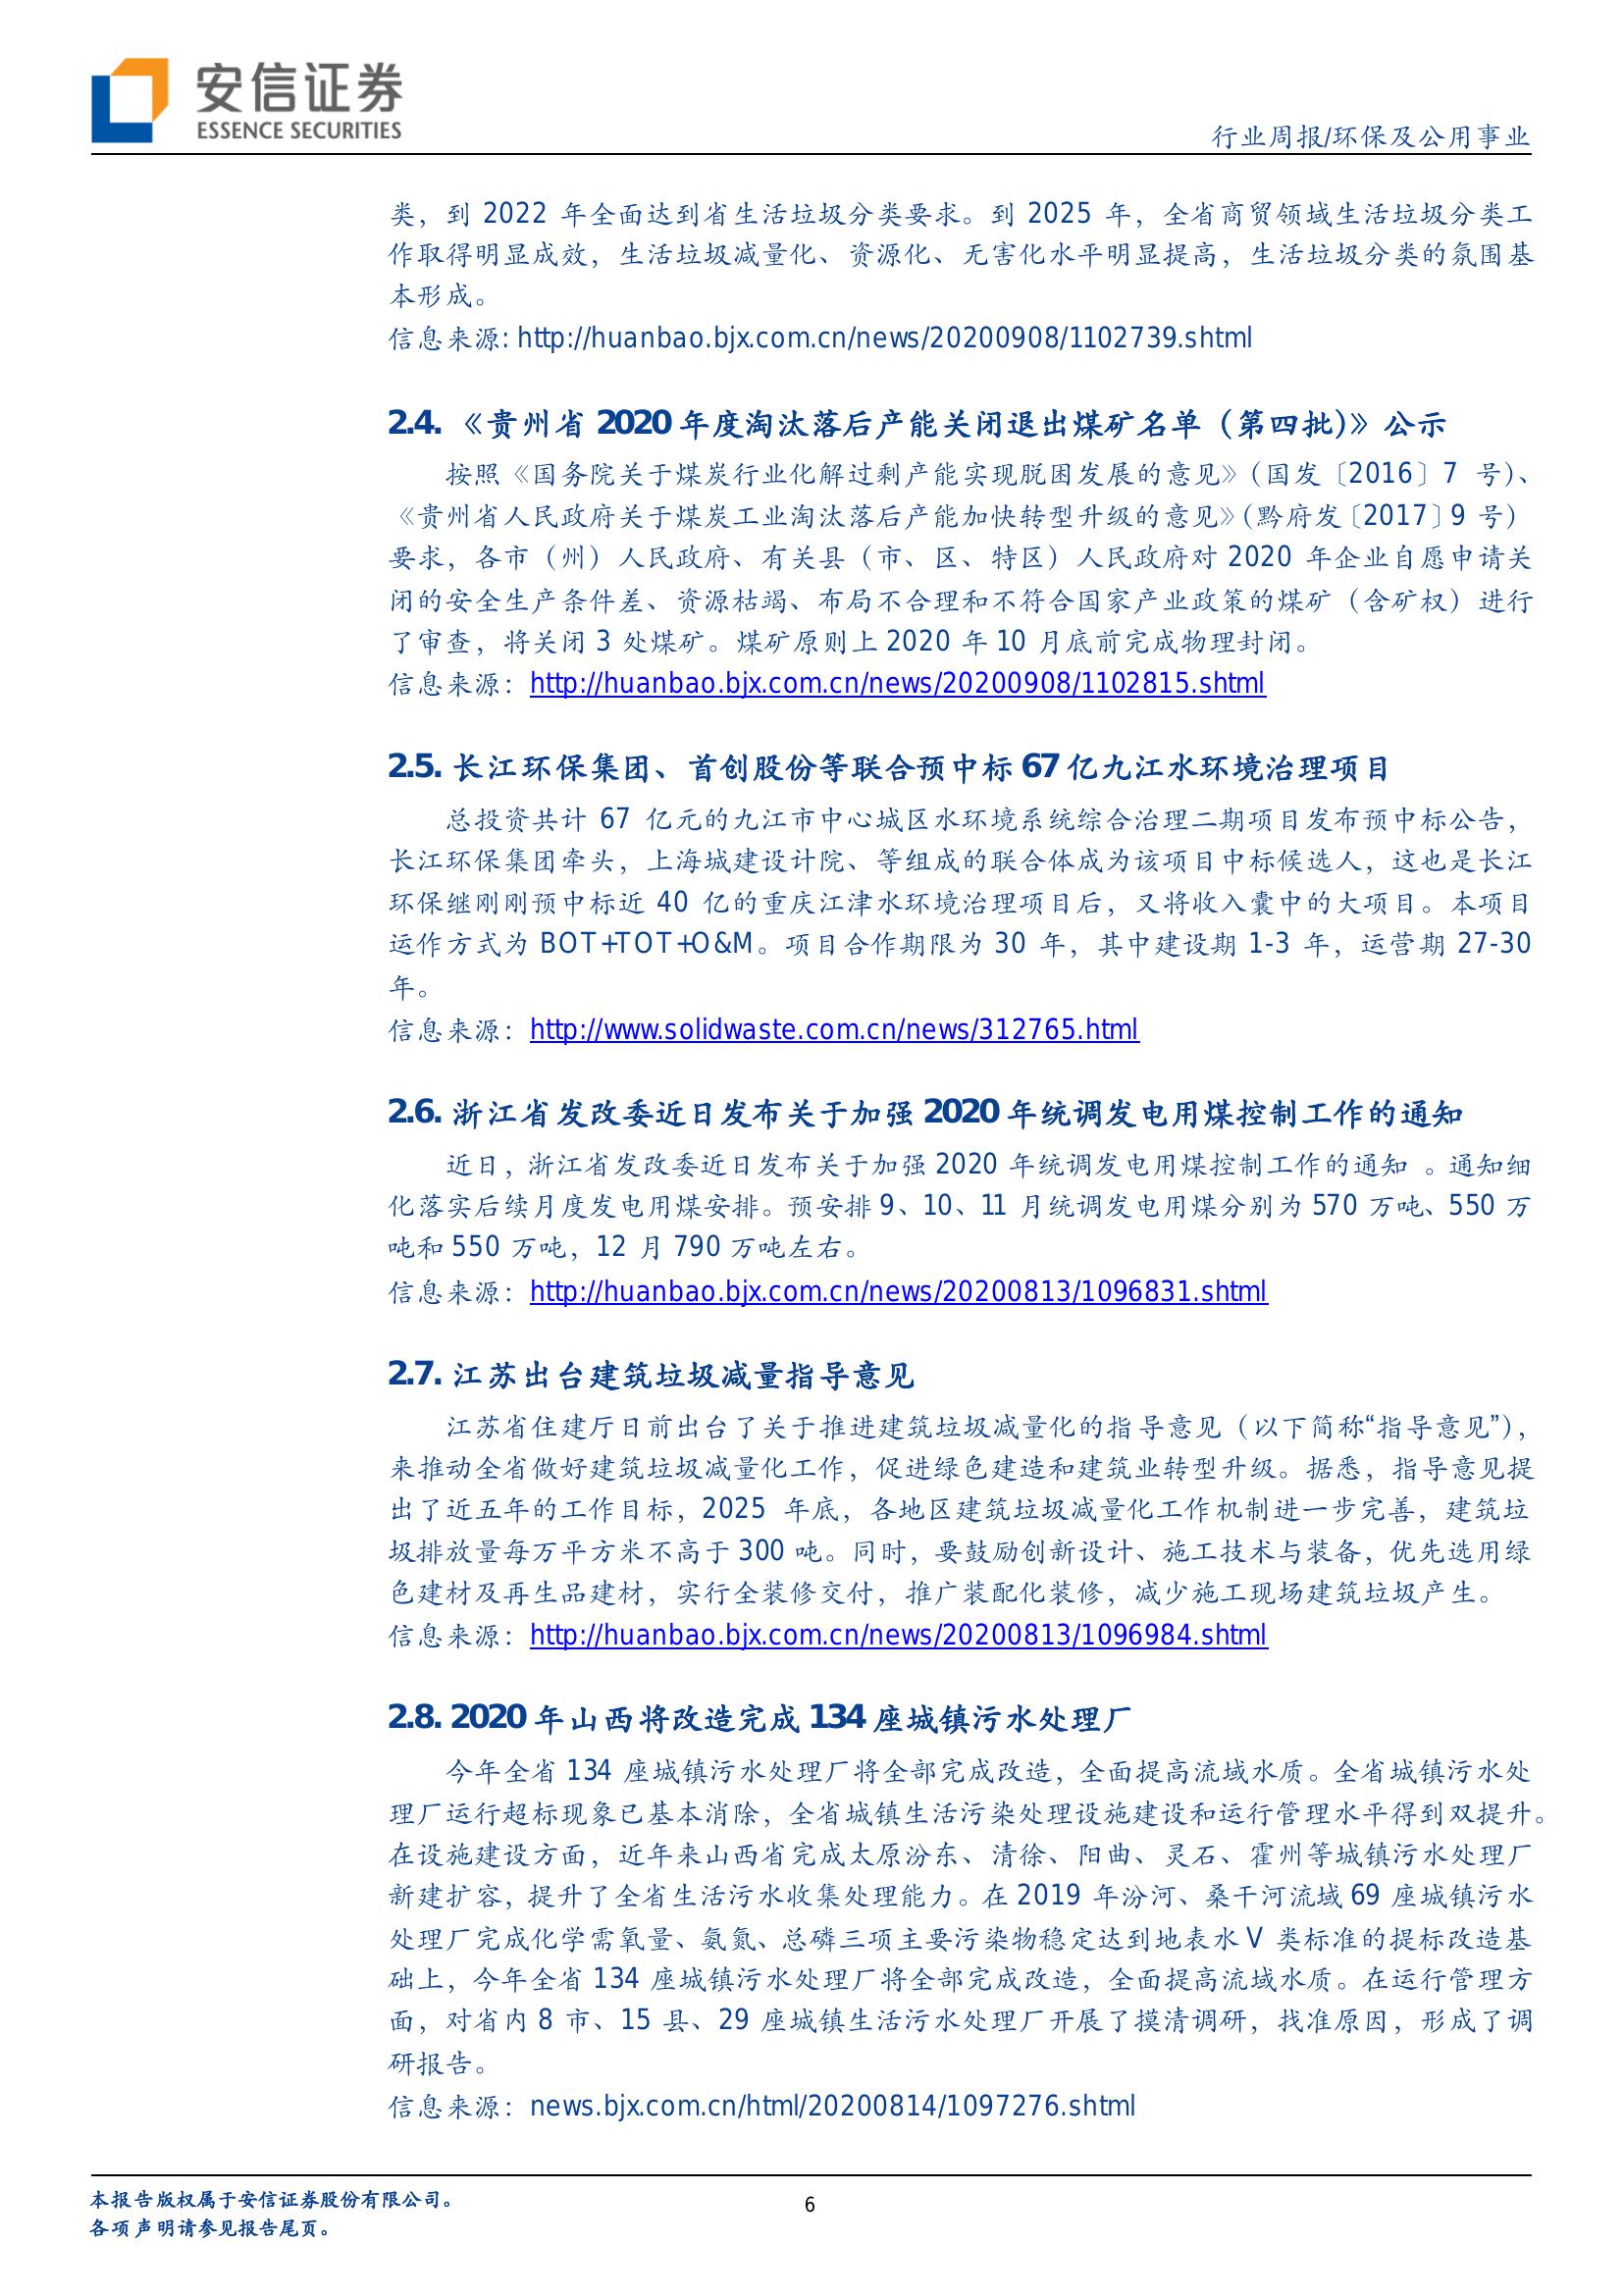 安信证券
ESSENCE SECURITIES
行业周报/环保及公用事业
类，到 2022 年全面达到省生活垃圾分类要求。到 2025 年，全省商贸领域生活垃圾分类工
作取得明显成效，生活垃圾减量化、资源化、无害化水平明显提高，生活垃圾分类的氛围基
本形成。
信息来源: http://huanbao.bjx.com.cn/news/20200908/1102739.shtml
2.4. 《贵州省 2020 年度淘汰落后产能关闭退出煤矿名单（第四批）》公示
按照《国务院关于煤炭行业化解过剩产能实现脱困发展的意见》（国发〔2016〕7 号）、
《贵州省人民政府关于煤炭工业淘汰落后产能加快转型升级的意见》（黔府发〔2017〕9 号）
要求，各市（州）人民政府、有关县（市、区、特区）人民政府对 2020 年企业自愿申请关
闭的安全生产条件差、资源枯竭、布局不合理和不符合国家产业政策的煤矿（含矿权）进行
了审查，将关闭 3 处煤矿。煤矿原则上 2020 年 10 月底前完成物理封闭。
信息来源：http://huanbao.bjx.com.cn/news/20200908/1102815.shtml
2.5. 长江环保集团、首创股份等联合预中标 67 亿九江水环境治理项目
总投资共计 67 亿元的九江市中心城区水环境系统综合治理二期项目发布预中标公告，
长江环保集团牵头，上海城建设计院、等组成的联合体成为该项目中标候选人，这也是长江
环保继刚刚预中标近 40 亿的重庆江津水环境治理项目后，又将收入囊中的大项目。本项目
运作方式为 BOT+TOT+O&M。项目合作期限为 30 年，其中建设期 1-3 年，运营期 27-30
年。
信息来源：http://www.solidwaste.com.cn/news/312765.html
2.6. 浙江省发改委近日发布关于加强 2020 年统调发电用煤控制工作的通知
近日，浙江省发改委近日发布关于加强 2020 年统调发电用煤控制工作的通知 。通知细
化落实后续月度发电用煤安排。预安排 9、10、11 月统调发电用煤分别为 570 万吨、550 万
吨和 550 万吨，12 月 790 万吨左右。
信息来源：http://huanbao.bjx.com.cn/news/20200813/1096831.shtml
2.7. 江苏出台建筑垃圾减量指导意见
江苏省住建厅日前出台了关于推进建筑垃圾减量化的指导意见（以下简称“指导意见”），
来推动全省做好建筑垃圾减量化工作，促进绿色建造和建筑业转型升级。据悉，指导意见提
出了近五年的工作目标，2025 年底，各地区建筑垃圾减量化工作机制进一步完善，建筑垃
圾排放量每万平方米不高于 300 吨。同时，要鼓励创新设计、施工技术与装备，优先选用绿
色建材及再生品建材，实行全装修交付，推广装配化装修，减少施工现场建筑垃圾产生。
信息来源：http://huanbao.bjx.com.cn/news/20200813/1096984.shtml
2.8. 2020 年山西将改造完成 134 座城镇污水处理厂
今年全省 134 座城镇污水处理厂将全部完成改造，全面提高流域水质。全省城镇污水处
理厂运行超标现象已基本消除，全省城镇生活污染处理设施建设和运行管理水平得到双提升。
在设施建设方面，近年来山西省完成太原汾东、清徐、阳曲、灵石、霍州等城镇污水处理厂
新建扩容，提升了全省生活污水收集处理能力。在 2019 年汾河、桑干河流域 69 座城镇污水
处理厂完成化学需氧量、氨氮、总磷三项主要污染物稳定达到地表水 V 类标准的提标改造基
础上，今年全省 134 座城镇污水处理厂将全部完成改造，全面提高流域水质。在运行管理方
面，对省内 8 市、15 县、29 座城镇生活污水处理厂开展了摸清调研，找准原因，形成了调
研报告。
信息来源：news.bjx.com.cn/html/20200814/1097276.shtml
本报告版权属于安信证券股份有限公司。
各项声明请参见报告尾页。
6